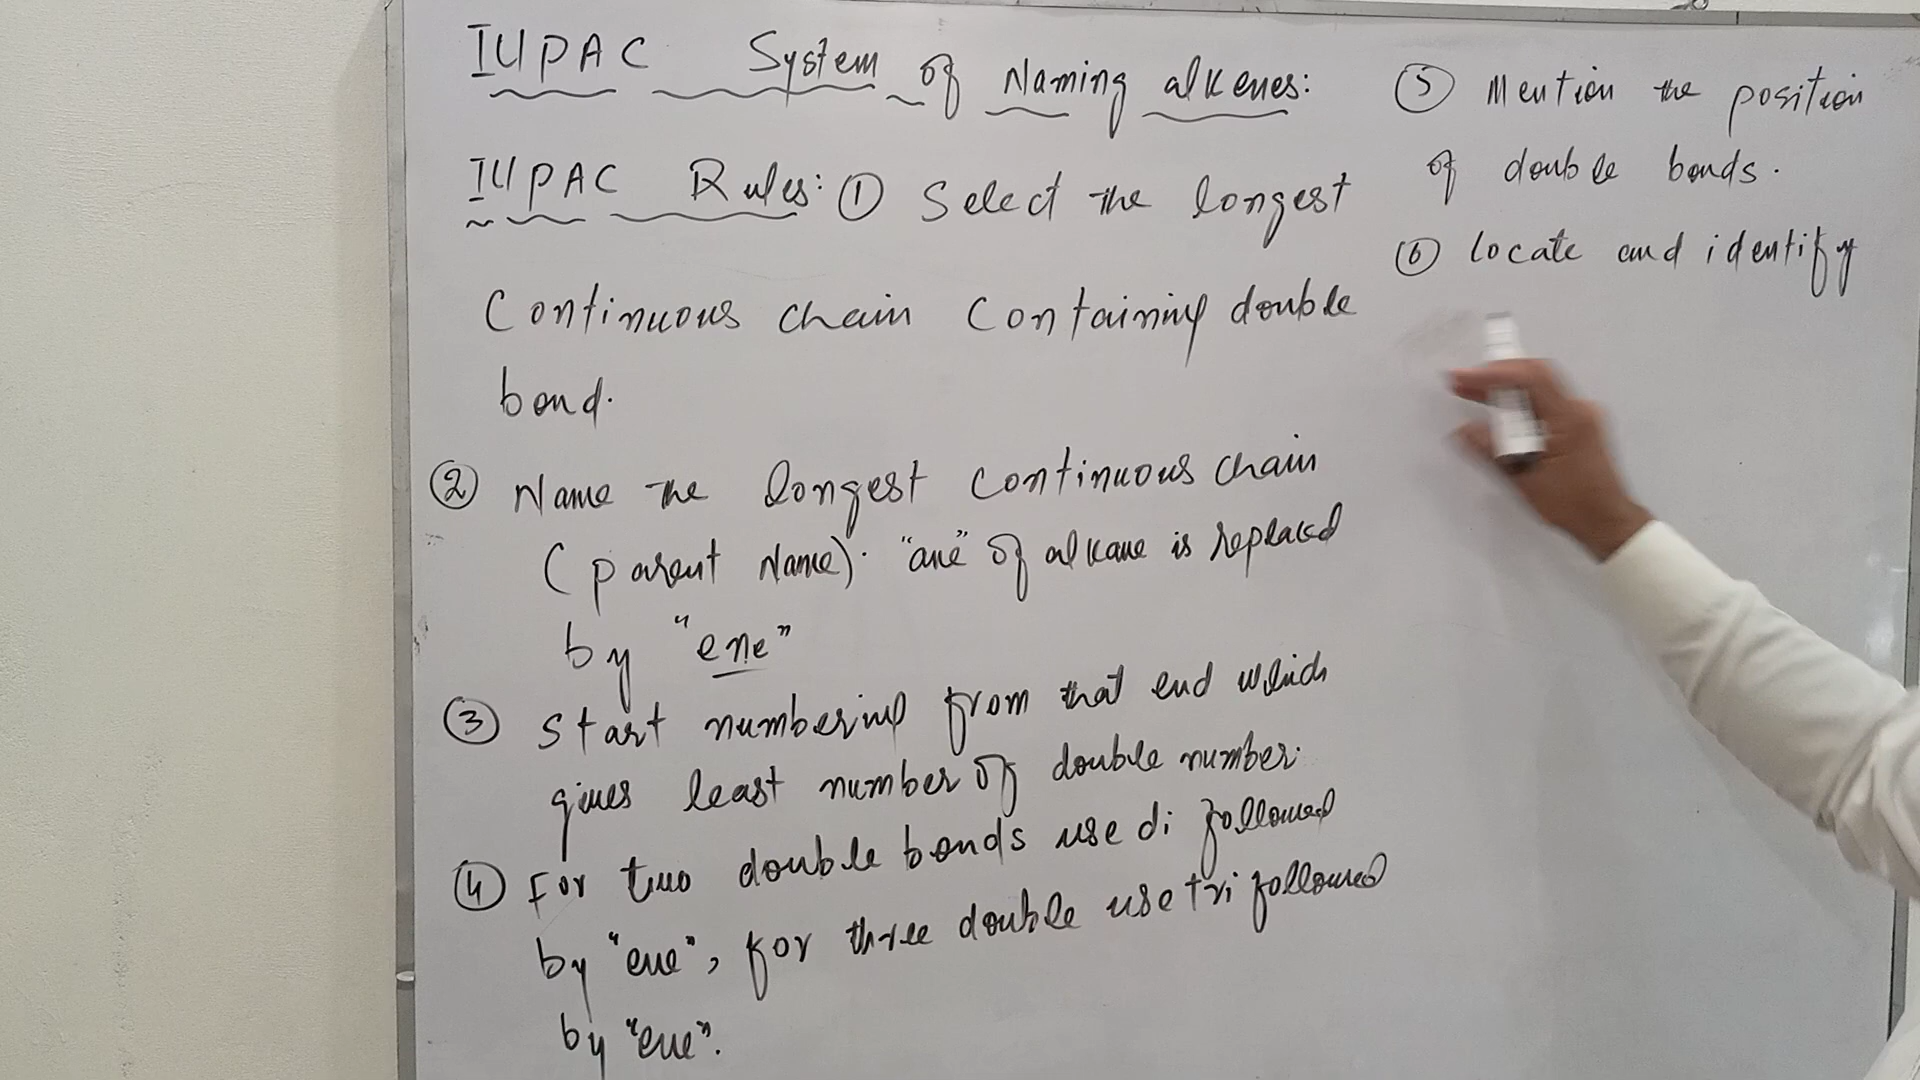 IUPAC System of Naming alkenes:
IUPAC Rules: ① Select the longest
Continuous chain Containing double
bond.
② Name the longest Continuous chain
(parent Name). "ane" of alkane is replaced
by "ene"
③ Start numbering from that end which
gives least number of double number.
④ For two double bonds use di followed
by "ene", for three double use tri followed
by "ene".
⑤ Mention the position
of double bonds.
⑥ locate and identify